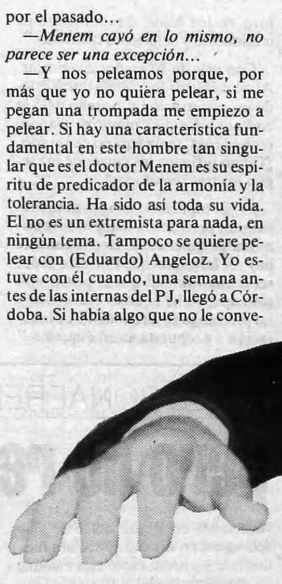 por el pasado...
—Menem cayó en lo mismo, no
parece ser una excepción...
—Y nos peleamos porque, por
más que yo no quiera pelear, si me
pegan una trompada me empiezo a
pelear. Si hay una característica fun-
damental en este hombre tan singu-
lar que es el doctor Menem es su espí-
ritu de predicador de la armonía y la
tolerancia. Ha sido así toda su vida.
El no es un extremista para nada, en
ningún tema. Tampoco se quiere pe-
lear con (Eduardo) Angeloz. Yo es-
tuve con él cuando, una semana an-
tes de las internas del PJ, llegó a Cór-
doba. Si había algo que no le conve-